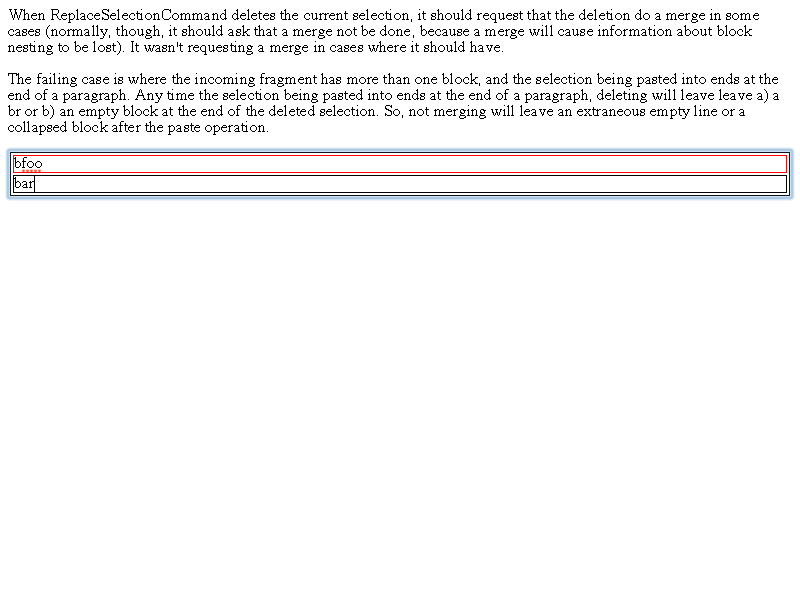 When ReplaceSelectionCommand deletes the current selection, it should request that the deletion do a merge in some
cases (normally, though, it should ask that a merge not be done, because a merge will cause information about block
nesting to be lost). It wasn't requesting a merge in cases where it should have.
The failing case is where the incoming fragment has more than one block, and the selection being pasted into ends at the
end of a paragraph. Any time the selection being pasted into ends at the end of a paragraph, deleting will leave leave a) a
br or b) an empty block at the end of the deleted selection. So, not merging will leave an extraneous empty line or a
collapsed block after the paste operation.
bfoo
bar